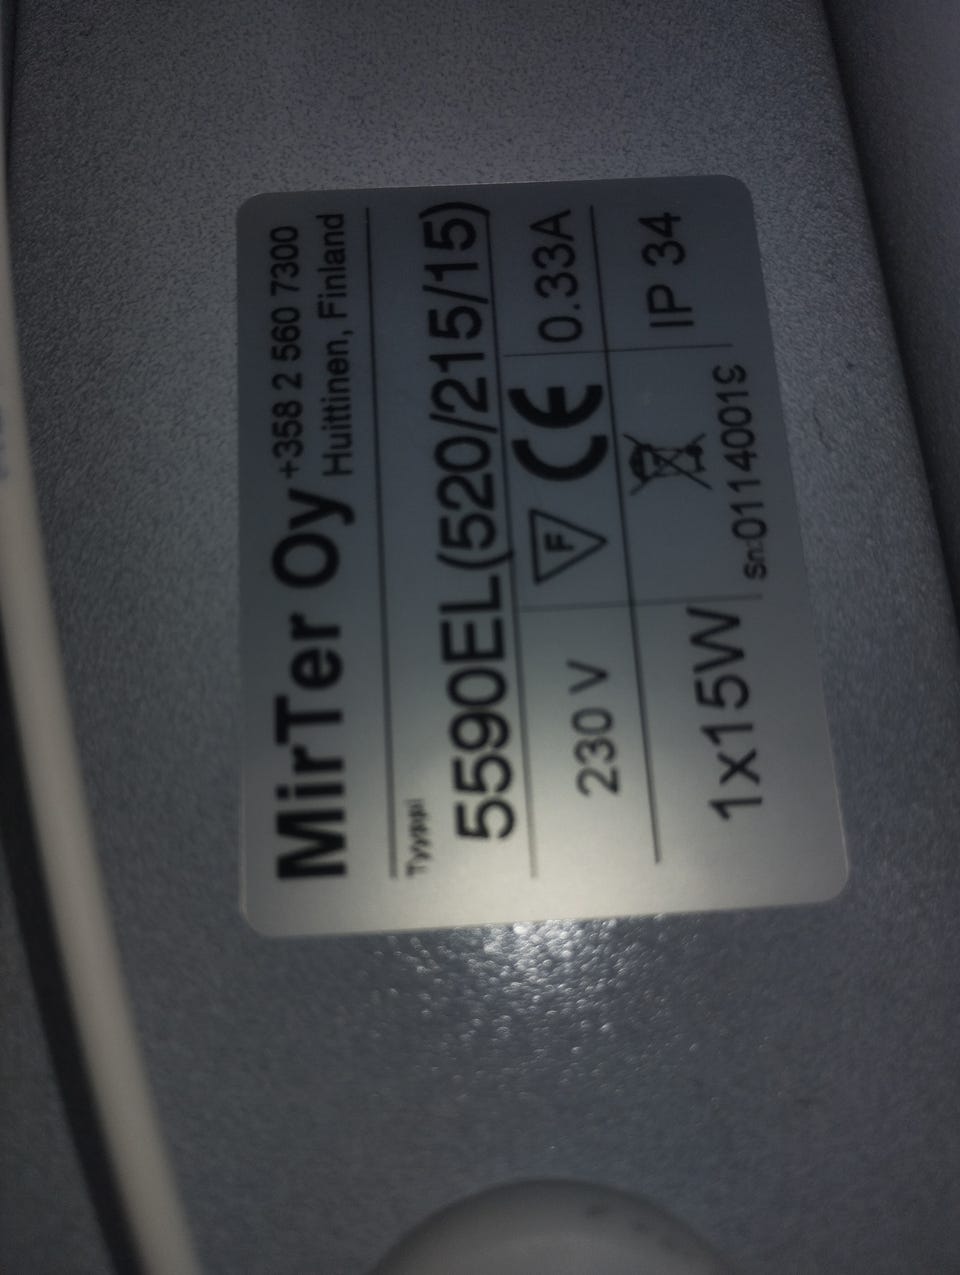 MirTer Oy +358 2 560 7300
Huittinen, Finland
Tyyppi
5590EL(520/215/15)
230 V F CE 0.33A
1x15W IP 34
Sn:01140019